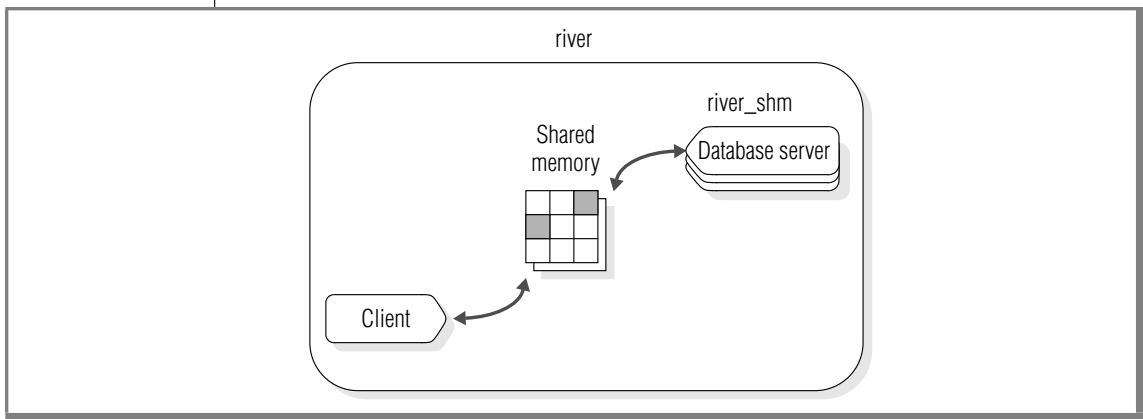 river
river_shm
Shared
memory
Database server
Client